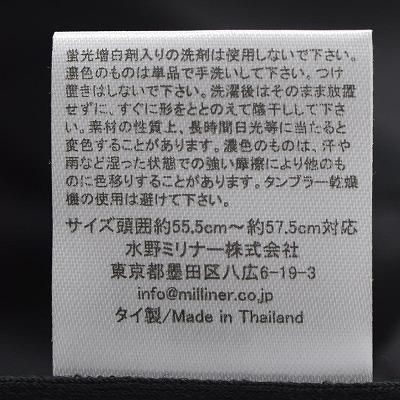 蛍光増白剤入りの洗剤は使用しないで下さい。
濃色のものは単品で手洗いして下さい。つけ
置きはしないで下さい。洗濯後はそのまま放置
せずに、すぐに形をととのえて陰干しして下さ
い。素材の性質上、長時間日光等に当たると
変色することがあります。濃色のものは、汗や
雨など湿った状態での強い摩擦により他のも
のに色移りすることがあります。タンブラー乾燥
機の使用は避けて下さい。
サイズ頭囲約55.5cm～約57.5cm対応
水野ミリナー株式会社
東京都墨田区八広6-19-3
info@milliner.co.jp
タイ製/Made in Thailand